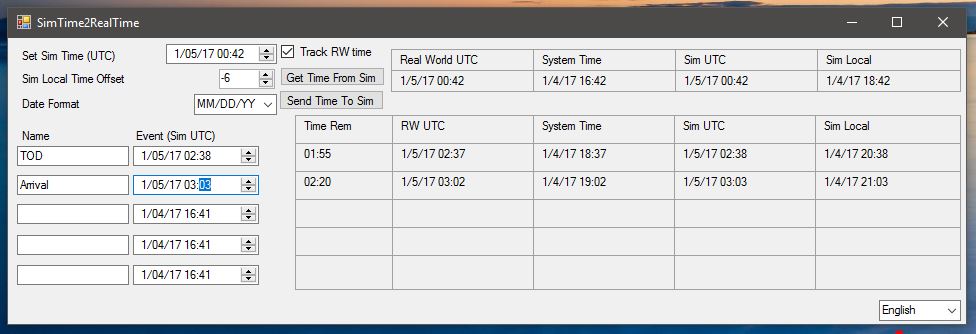 SimTime2RealTime
Set Sim Time (UTC) 1/05/17 00:42 Track RW time
Sim Local Time Offset -6 Get Time From Sim
Date Format MM/DD/YY Send Time To Sim
Real World UTC System Time Sim UTC Sim Local
1/5/17 00:42 1/4/17 16:42 1/5/17 00:42 1/4/17 18:42
Name Event (Sim UTC)
TOD 1/05/17 02:38
Arrival 1/05/17 03:03
1/04/17 16:41
1/04/17 16:41
1/04/17 16:41
Time Rem RW UTC System Time Sim UTC Sim Local
01:55 1/5/17 02:37 1/4/17 18:37 1/5/17 02:38 1/4/17 20:38
02:20 1/5/17 03:02 1/4/17 19:02 1/5/17 03:03 1/4/17 21:03
English